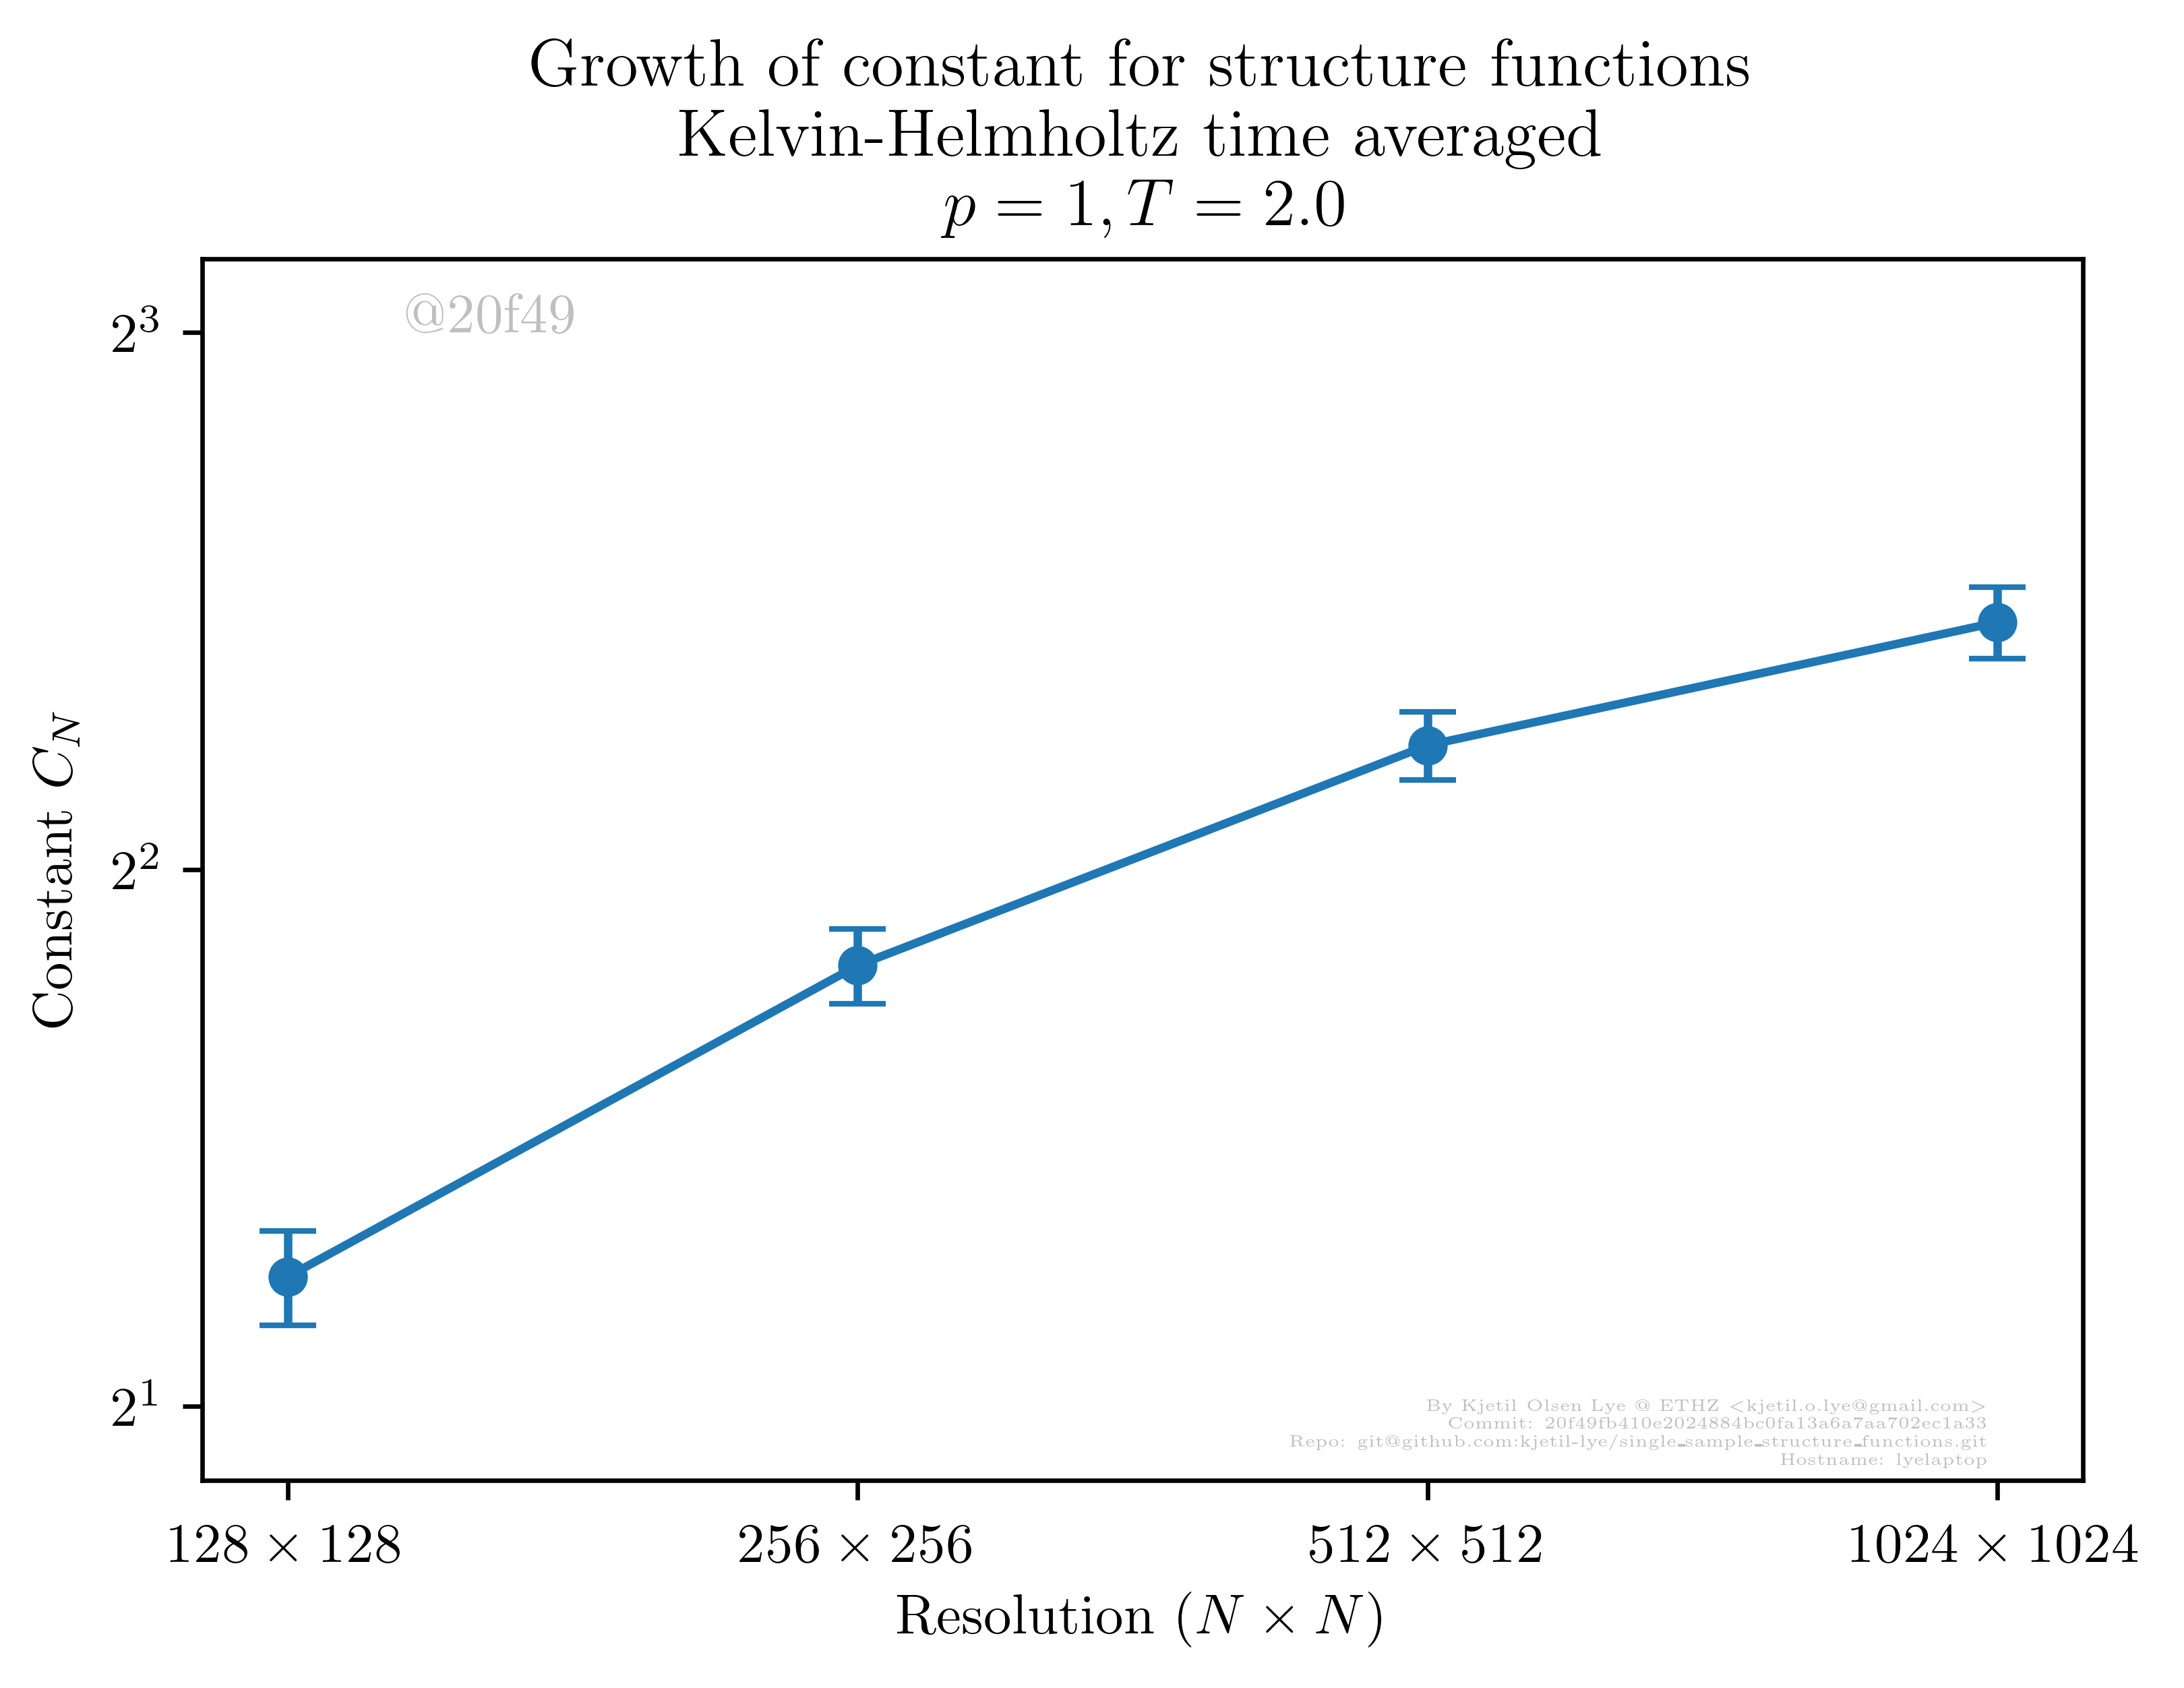 Growth of constant for structure functions
Kelvin-Helmholtz time averaged
p = 1, T = 2.0
@20f49
2³
2²
2¹
Constant C_N
By Kjetil Olsen Lye @ ETHZ <kjetil.o.lye@gmail.com>
Commit: 20f49fb410e2024884bc0fa13a6a7aa702ec1a33
Repo: git@github.com:kjetil-lye/single_sample_structure_functions.git
Hostname: lyelaptop
128 × 128 256 × 256 512 × 512 1024 × 1024
Resolution (N × N)